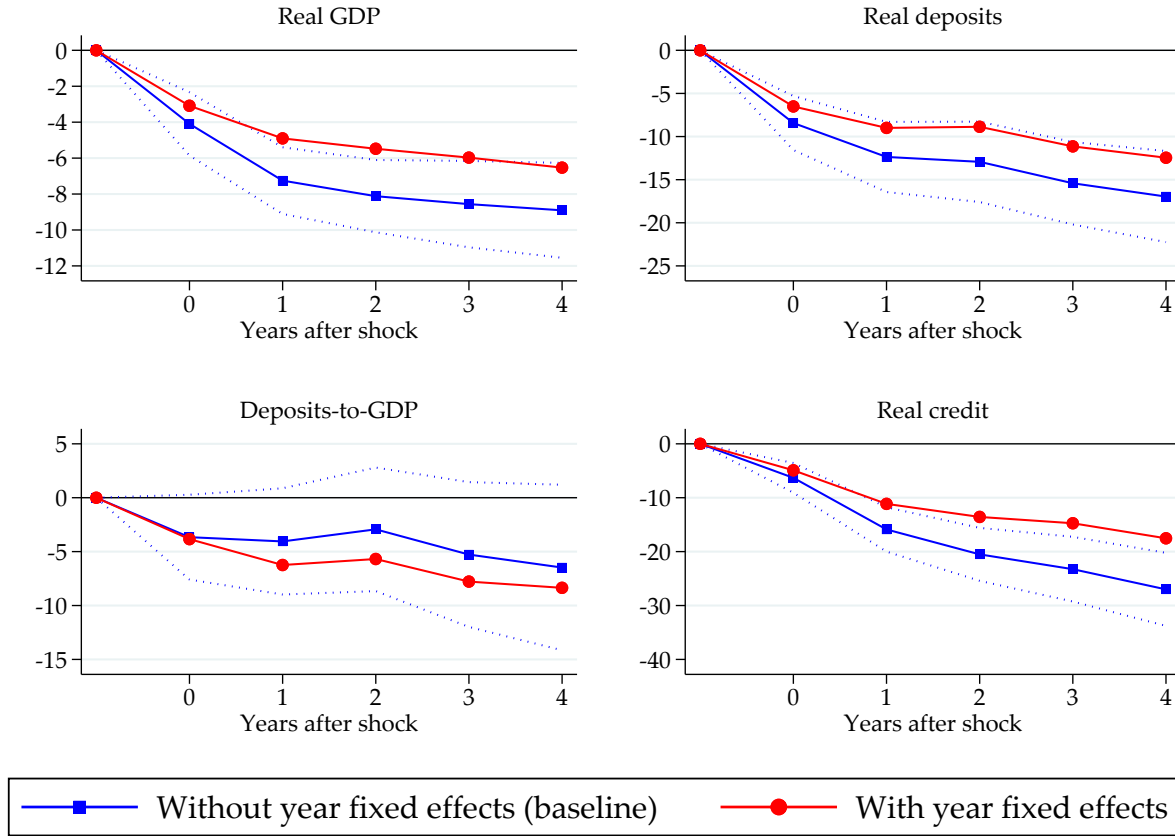 Real GDP
0
-2
-4
-6
-8
-10
-12
0 1 2 3 4
Years after shock
Real deposits
0
-5
-10
-15
-20
-25
0 1 2 3 4
Years after shock
Deposits-to-GDP
5
0
-5
-10
-15
0 1 2 3 4
Years after shock
Real credit
0
-10
-20
-30
-40
0 1 2 3 4
Years after shock
Without year fixed effects (baseline) With year fixed effects